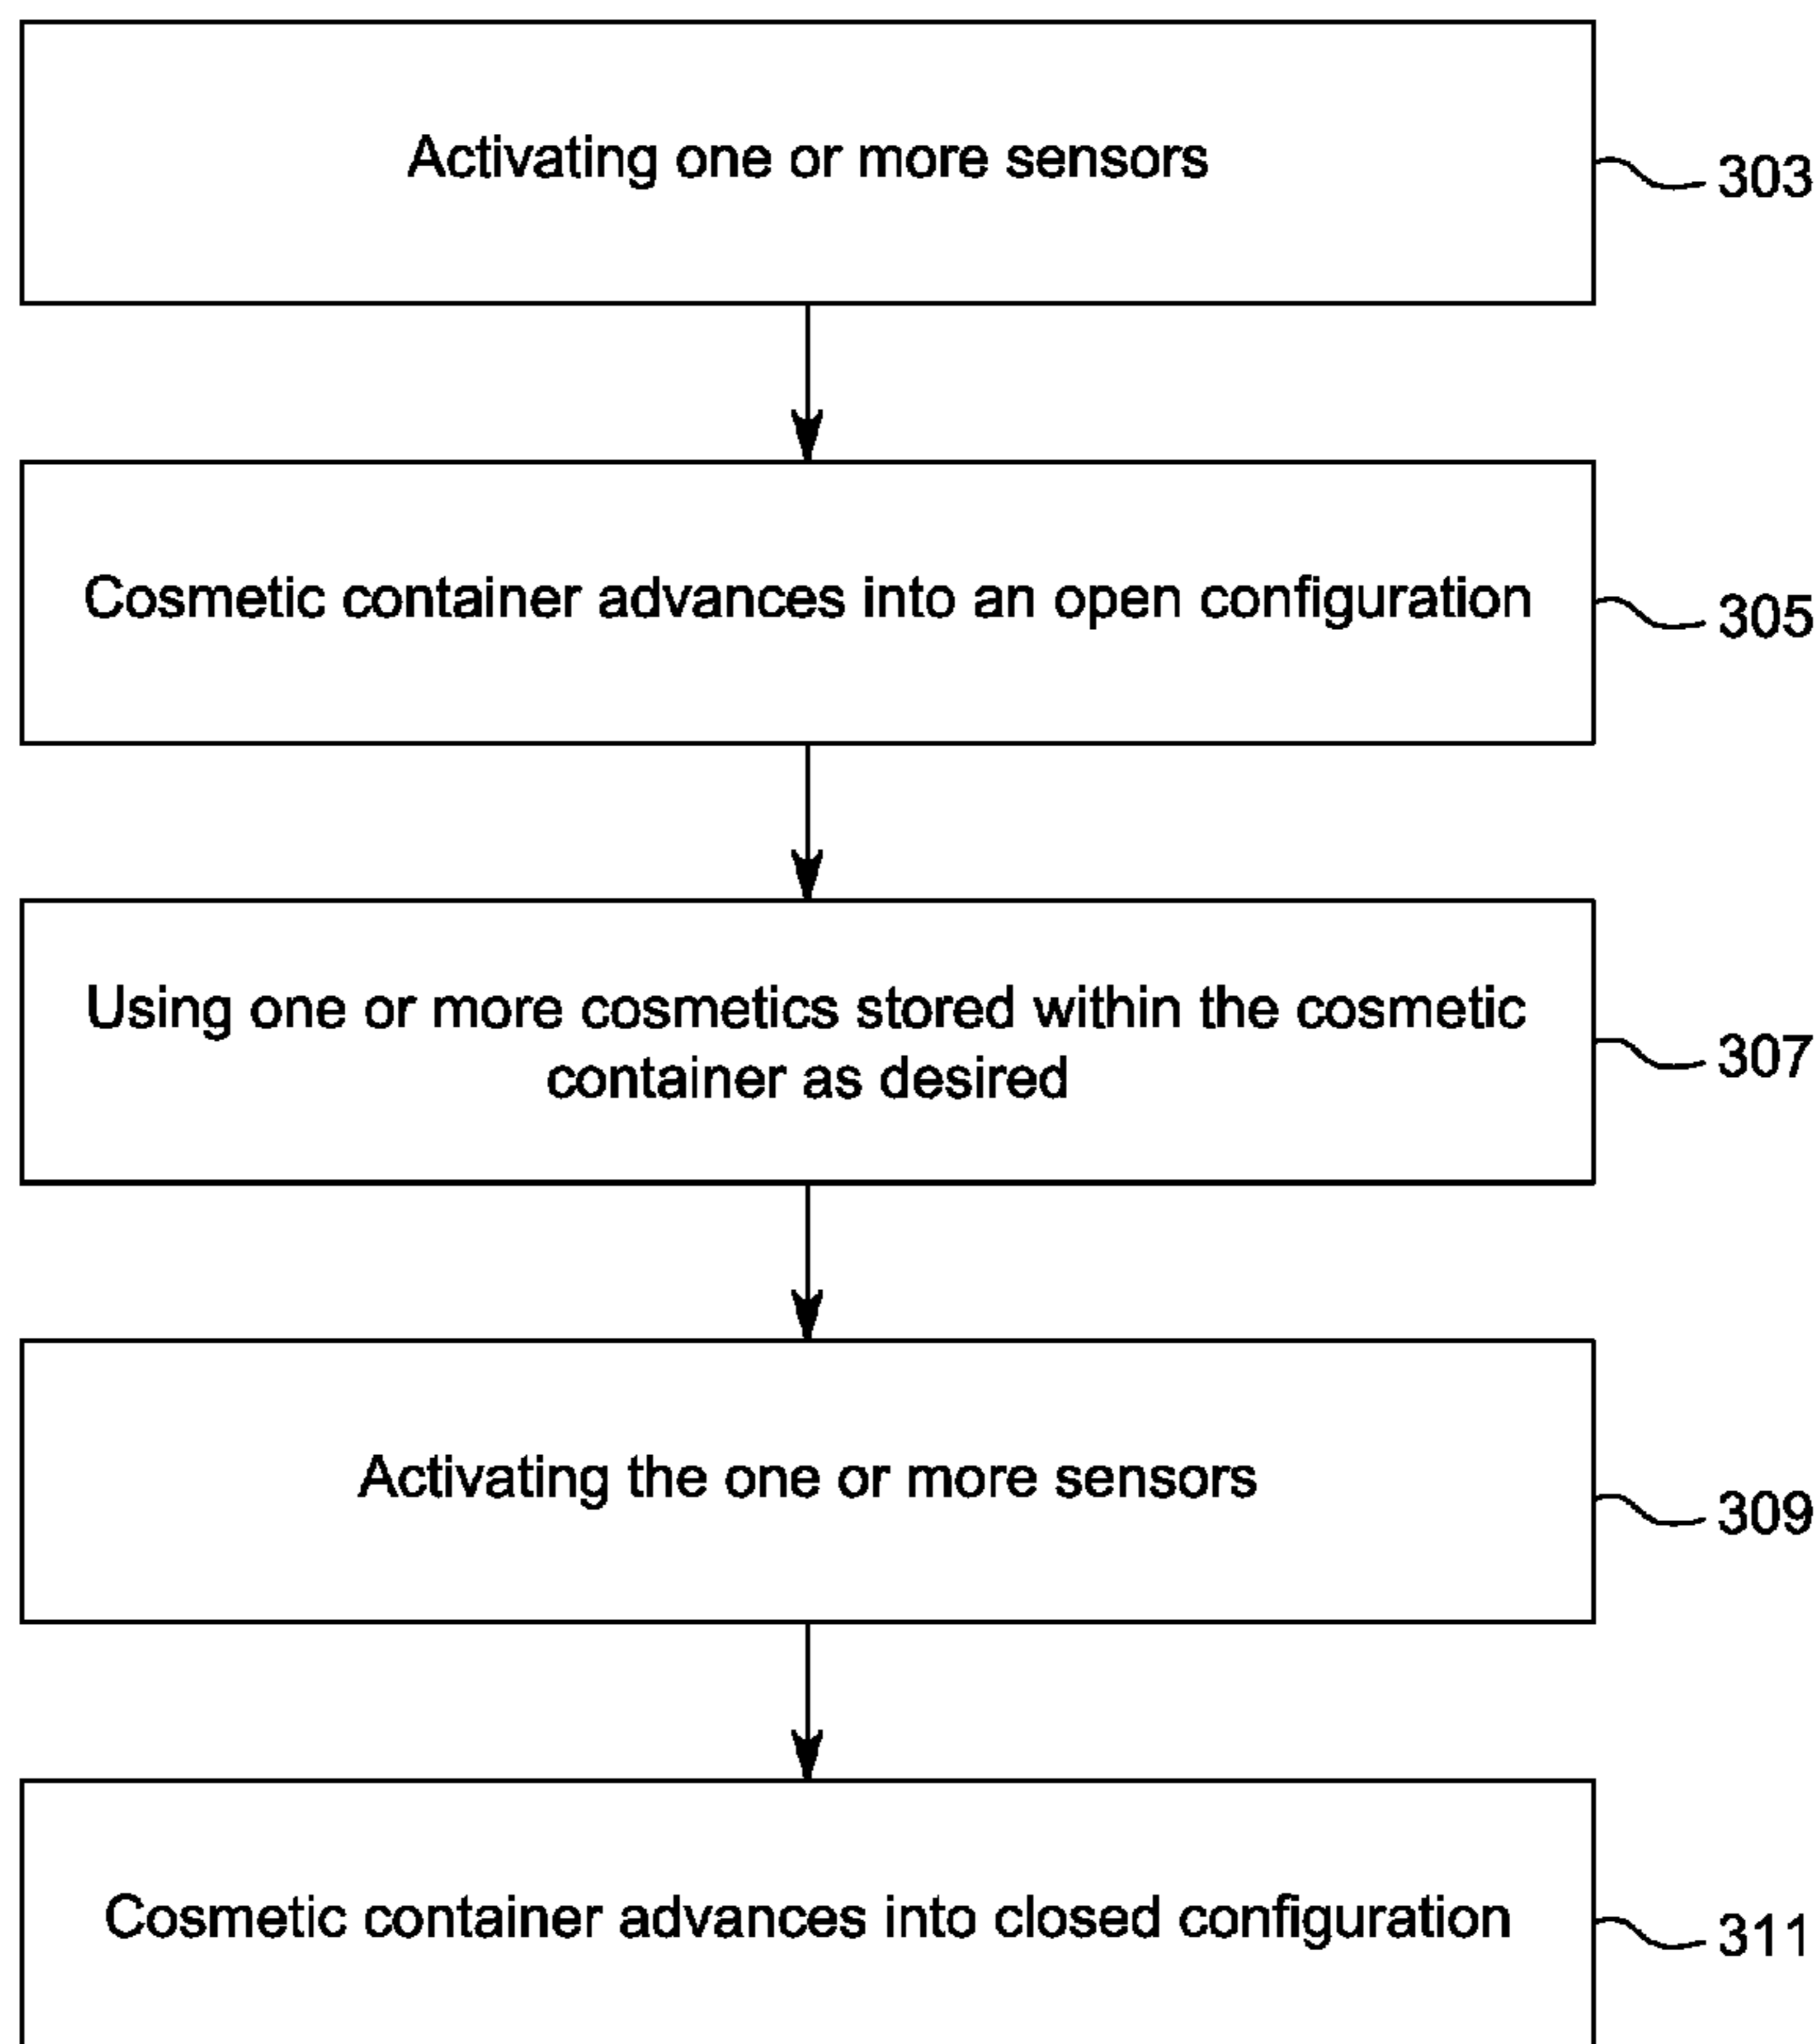 Activating one or more sensors
303
Cosmetic container advances into an open configuration
305
Using one or more cosmetics stored within the cosmetic
container as desired
307
Activating the one or more sensors
309
Cosmetic container advances into closed configuration
311